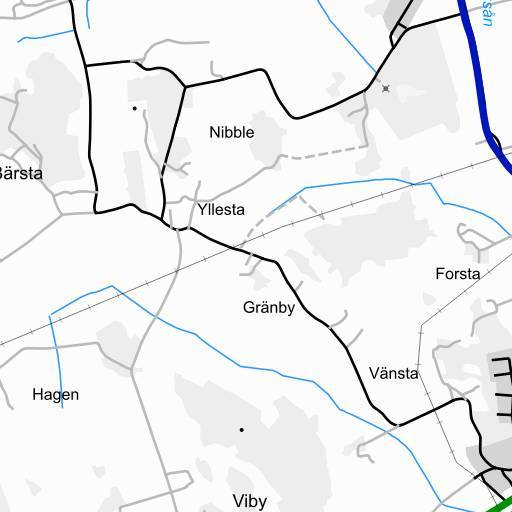 Nibble
Bärsta
Yllesta
Forsta
Gränby
Vänsta
Hagen
Viby